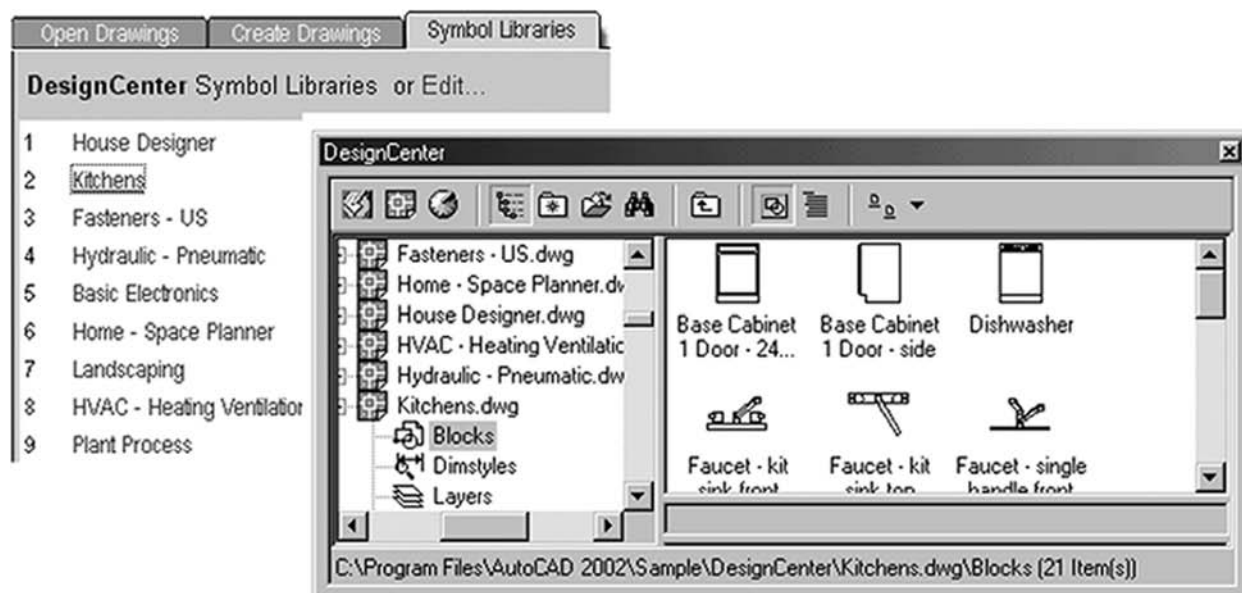 Open Drawings
Create Drawings
Symbol Libraries
DesignCenter Symbol Libraries or Edit...
1 House Designer
2 Kitchens
3 Fasteners - US
4 Hydraulic - Pneumatic
5 Basic Electronics
6 Home - Space Planner
7 Landscaping
8 HVAC - Heating Ventilation
9 Plant Process
DesignCenter
Fasteners - US.dwg
Home - Space Planner.dw
House Designer.dwg
HVAC - Heating Ventilatic
Hydraulic - Pneumatic.dw
Kitchens.dwg
Blocks
Dimstyles
Layers
Base Cabinet
1 Door - 24...
Base Cabinet
1 Door - side
Dishwasher
Faucet - kit
sink front
Faucet - kit
sink top
Faucet - single
handle front
C:\Program Files\AutoCAD 2002\Sample\DesignCenter\Kitchens.dwg\Blocks (21 Item(s))